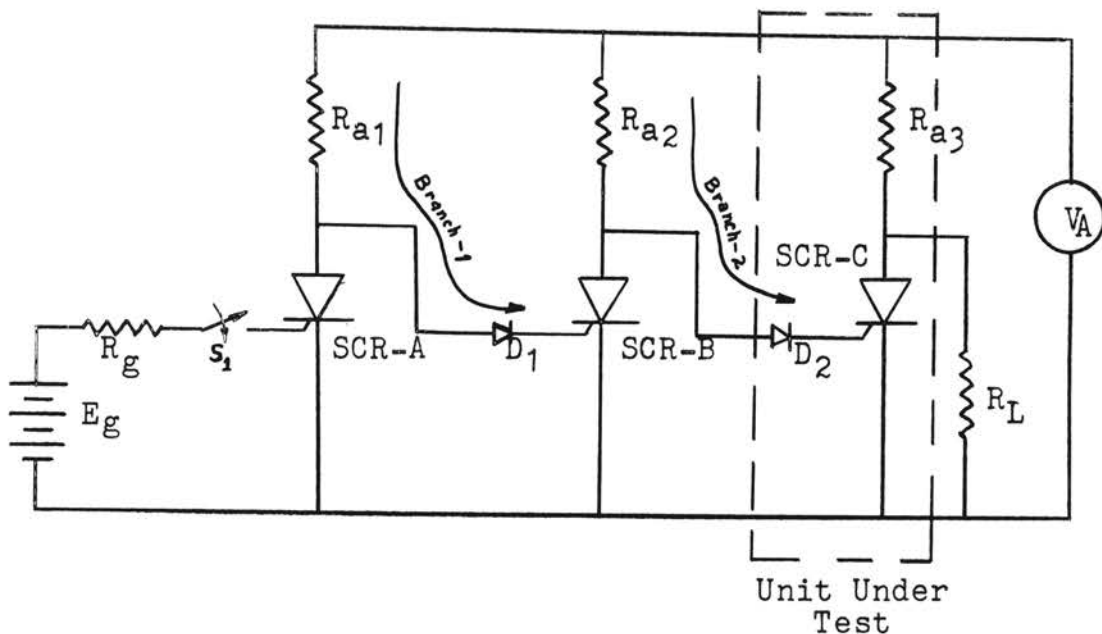 Ra1
Branch-1
Ra2
Branch-2
Ra3
VA
SCR-C
Rg
S1
SCR-A
D1
SCR-B
D2
RL
Eg
Unit Under
Test